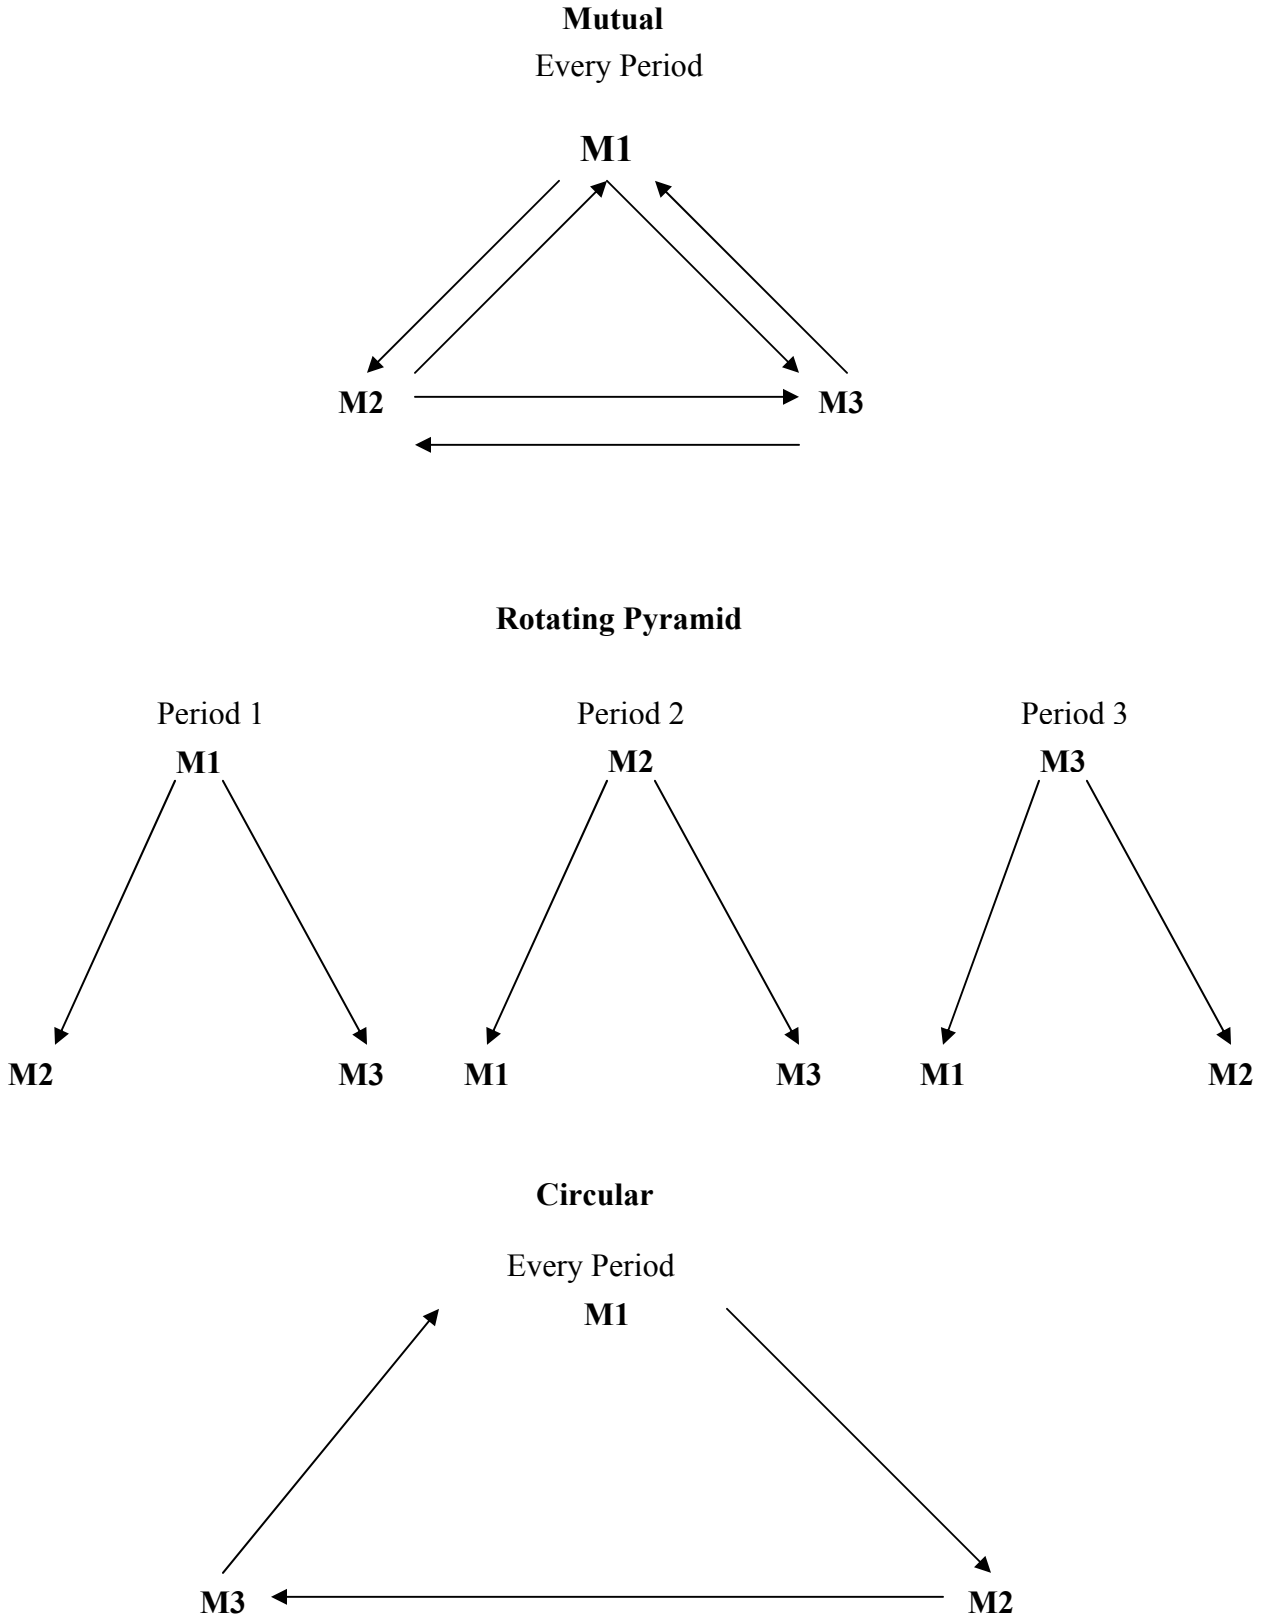 Mutual
Every Period
M1
M2 M3
Rotating Pyramid
Period 1 Period 2 Period 3
M1 M2 M3
M2 M3 M1 M3 M1 M2
Circular
Every Period
M1
M3 M2